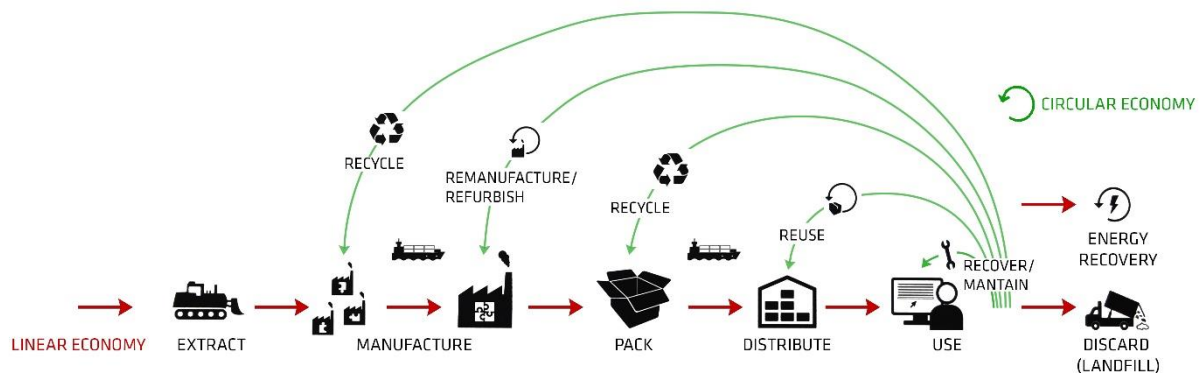 CIRCULAR ECONOMY
RECYCLE
REMANUFACTURE/
REFURBISH
RECYCLE
REUSE
RECOVER/
MANTAIN
ENERGY
RECOVERY
LINEAR ECONOMY
EXTRACT
MANUFACTURE
PACK
DISTRIBUTE
USE
DISCARD
(LANDFILL)